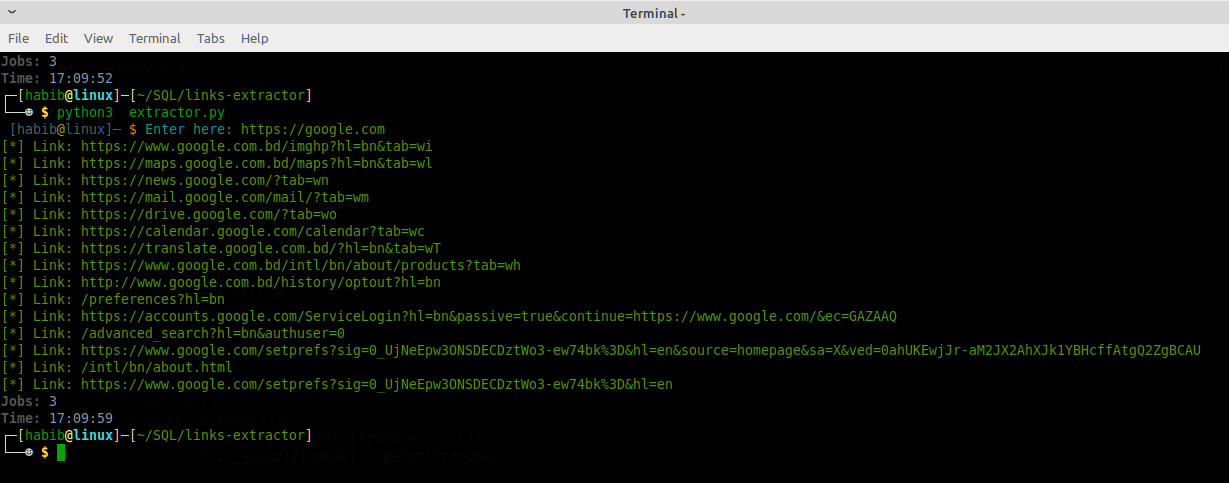 Terminal -
File Edit View Terminal Tabs Help
Jobs: 3
Time: 17:09:52
┌─[habib@linux]─[~/SQL/links-extractor]
└──☻ $ python3  extractor.py
[habib@linux]─ $ Enter here: https://google.com
[*] Link: https://www.google.com.bd/imghp?hl=bn&tab=wi
[*] Link: https://maps.google.com.bd/maps?hl=bn&tab=wl
[*] Link: https://news.google.com/?tab=wn
[*] Link: https://mail.google.com/mail/?tab=wm
[*] Link: https://drive.google.com/?tab=wo
[*] Link: https://calendar.google.com/calendar?tab=wc
[*] Link: https://translate.google.com.bd/?hl=bn&tab=wT
[*] Link: https://www.google.com.bd/intl/bn/about/products?tab=wh
[*] Link: http://www.google.com.bd/history/optout?hl=bn
[*] Link: /preferences?hl=bn
[*] Link: https://accounts.google.com/ServiceLogin?hl=bn&passive=true&continue=https://www.google.com/&ec=GAZAAQ
[*] Link: /advanced_search?hl=bn&authuser=0
[*] Link: https://www.google.com/setprefs?sig=0_UjNeEpw3ONSDECDztWo3-ew74bk%3D&hl=en&source=homepage&sa=X&ved=0ahUKEwjJr-aM2JX2AhXJk1YBHcffAtgQ2ZgBCAU
[*] Link: /intl/bn/about.html
[*] Link: https://www.google.com/setprefs?sig=0_UjNeEpw3ONSDECDztWo3-ew74bk%3D&hl=en
Jobs: 3
Time: 17:09:59
┌─[habib@linux]─[~/SQL/links-extractor]
└──☻ $